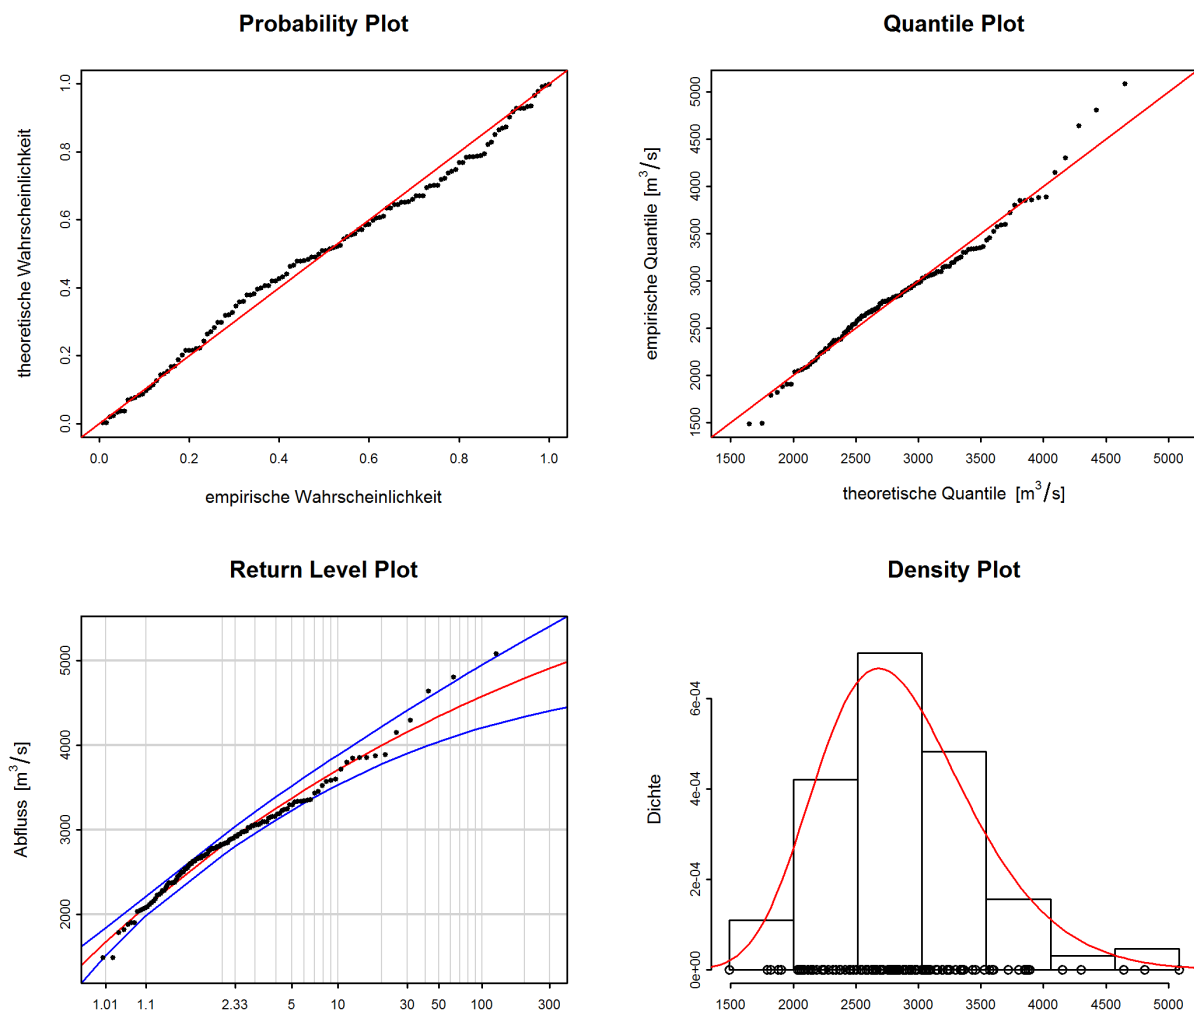 Probability Plot
theoretische Wahrscheinlichkeit
0.0 0.2 0.4 0.6 0.8 1.0
0.0 0.2 0.4 0.6 0.8 1.0
empirische Wahrscheinlichkeit
Quantile Plot
empirische Quantile [m³/s]
1500 2000 2500 3000 3500 4000 4500 5000
1500 2000 2500 3000 3500 4000 4500 5000
theoretische Quantile [m³/s]
Return Level Plot
Abfluss [m³/s]
2000 3000 4000 5000
1.01 1.1 2.33 5 10 30 50 100 300
Density Plot
Dichte
0e+00 2e-04 4e-04 6e-04
1500 2000 2500 3000 3500 4000 4500 5000